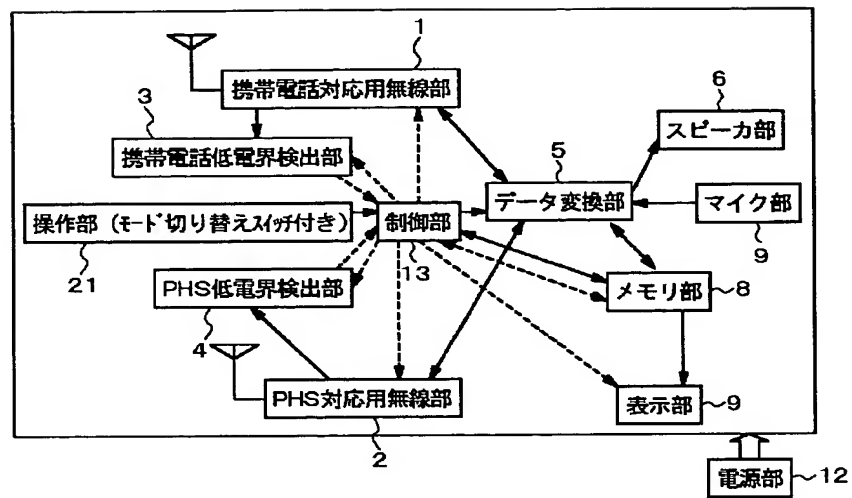 1
携帯電話対応用無線部
3
携帯電話低電界検出部
6
スピーカ部
5
データ変換部
操作部 (モード切り替えスイッチ付き)
21
制御部
13
マイク部
9
PHS低電界検出部
4
メモリ部
8
PHS対応用無線部
2
表示部
9
電源部
12